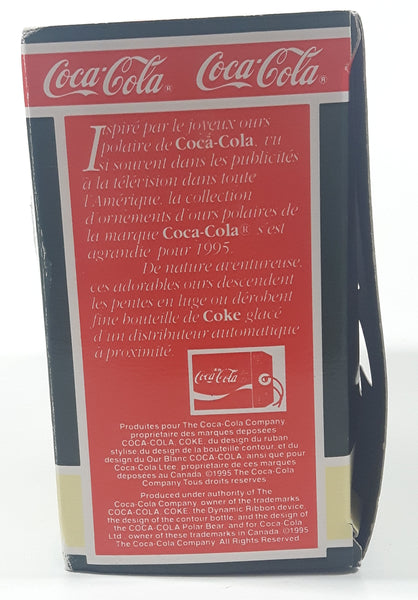 Coca-Cola® Coca-Cola®
Inspiré par le joyeux ours
polaire de Coca-Cola, vu
si souvent dans les publicités
à la télévision dans toute
l'Amérique, la collection
d'ornements d'ours polaires de
la marque Coca-Cola® s'est
agrandie pour 1995.
De nature aventureuse,
ces adorables ours descendent
les pentes en luge ou dérobent
fine bouteille de Coke glacé
d'un distributeur automatique
à proximité.
Coca-Cola
Produites pour The Coca-Cola Company
propriétaire des marques déposées
COCA-COLA, COKE, du design du ruban
stylisé, du design de la bouteille contour, et du
design du Our Blanc COCA-COLA, ainsi que pour
Coca-Cola Ltee, propriétaire de ces marques
déposées au Canada. ©1995 The Coca-Cola
Company Tous droits réservés
Produced under authority of The
Coca-Cola Company, owner of the trademarks
COCA-COLA, COKE, the Dynamic Ribbon device,
the design of the contour bottle, and the design of
the COCA-COLA Polar Bear, and for Coca-Cola
Ltd., owner of these trademarks in Canada. ©1995
The Coca-Cola Company. All Rights Reserved.